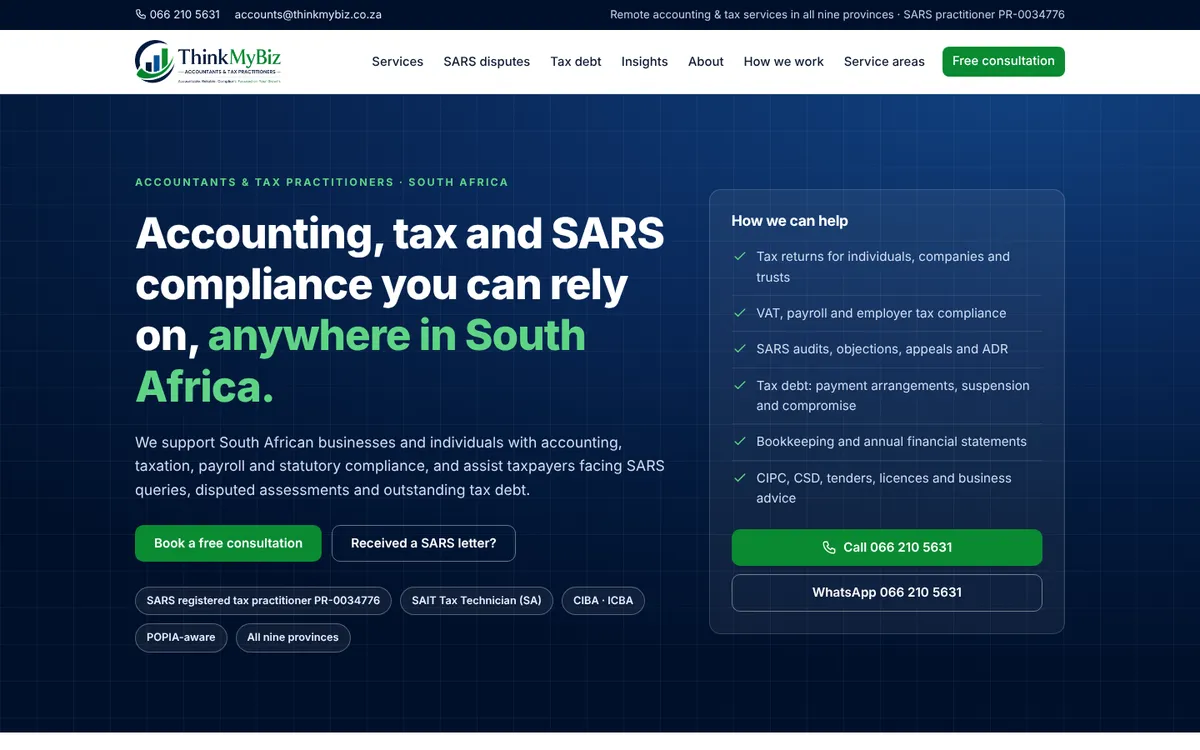 066 210 5631 accounts@thinkmybiz.co.za Remote accounting & tax services in all nine provinces · SARS practitioner PR-0034776
ThinkMyBiz
ACCOUNTANTS & TAX PRACTITIONERS
Services SARS disputes Tax debt Insights About How we work Service areas Free consultation
ACCOUNTANTS & TAX PRACTITIONERS · SOUTH AFRICA
Accounting, tax and SARS
compliance you can rely
on, anywhere in South
Africa.
We support South African businesses and individuals with accounting,
taxation, payroll and statutory compliance, and assist taxpayers facing SARS
queries, disputed assessments and outstanding tax debt.
Book a free consultation Received a SARS letter?
SARS registered tax practitioner PR-0034776 SAIT Tax Technician (SA) CIBA · ICBA
POPIA-aware All nine provinces
How we can help
Tax returns for individuals, companies and
trusts
VAT, payroll and employer tax compliance
SARS audits, objections, appeals and ADR
Tax debt: payment arrangements, suspension
and compromise
Bookkeeping and annual financial statements
CIPC, CSD, tenders, licences and business
advice
Call 066 210 5631
WhatsApp 066 210 5631